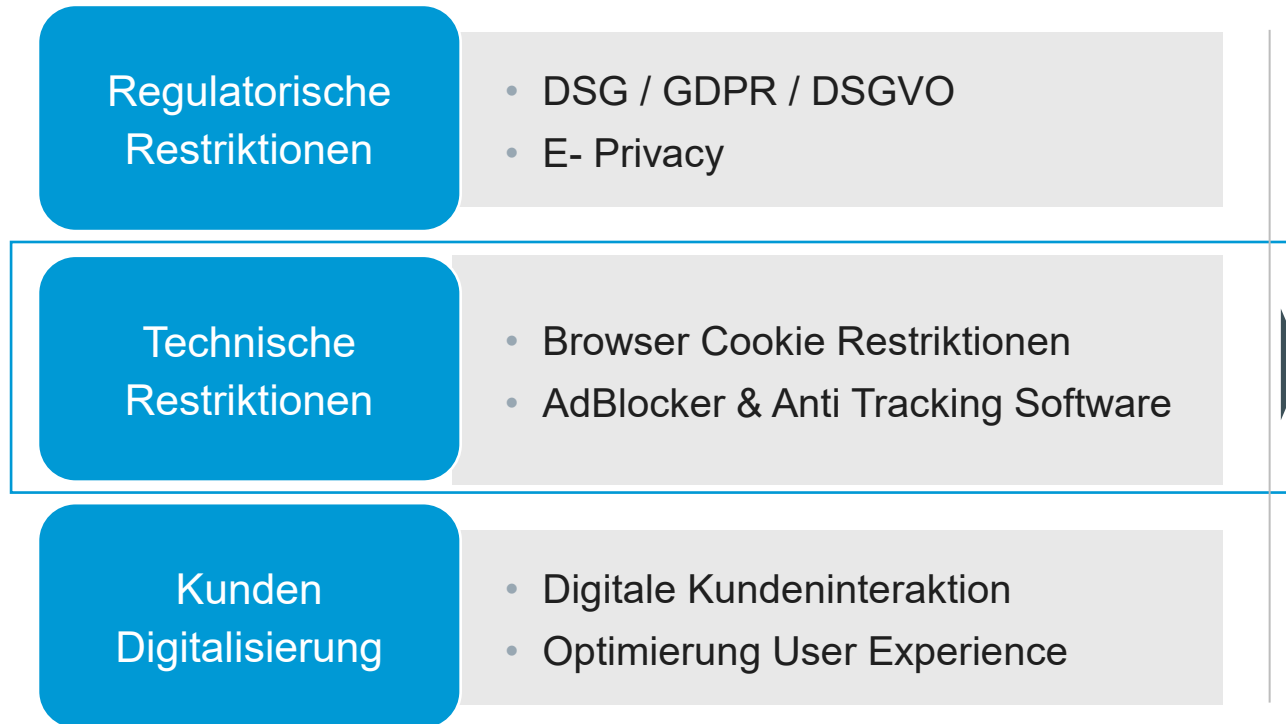 Regulatorische
Restriktionen
• DSG / GDPR / DSGVO
• E- Privacy
Technische
Restriktionen
• Browser Cookie Restriktionen
• AdBlocker & Anti Tracking Software
Kunden
Digitalisierung
• Digitale Kundeninteraktion
• Optimierung User Experience